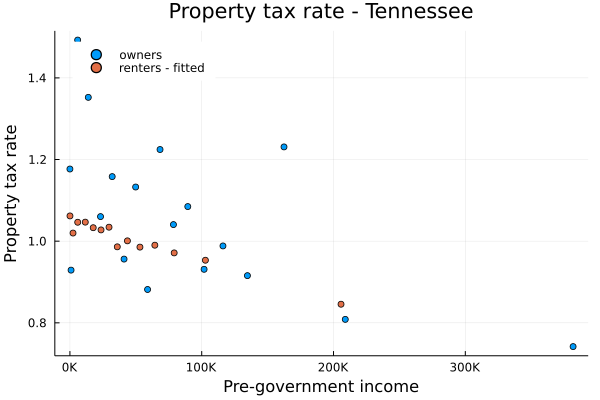 Property tax rate - Tennessee
owners
renters - fitted
1.4
1.2
1.0
0.8
Property tax rate
0K
100K
200K
300K
Pre-government income